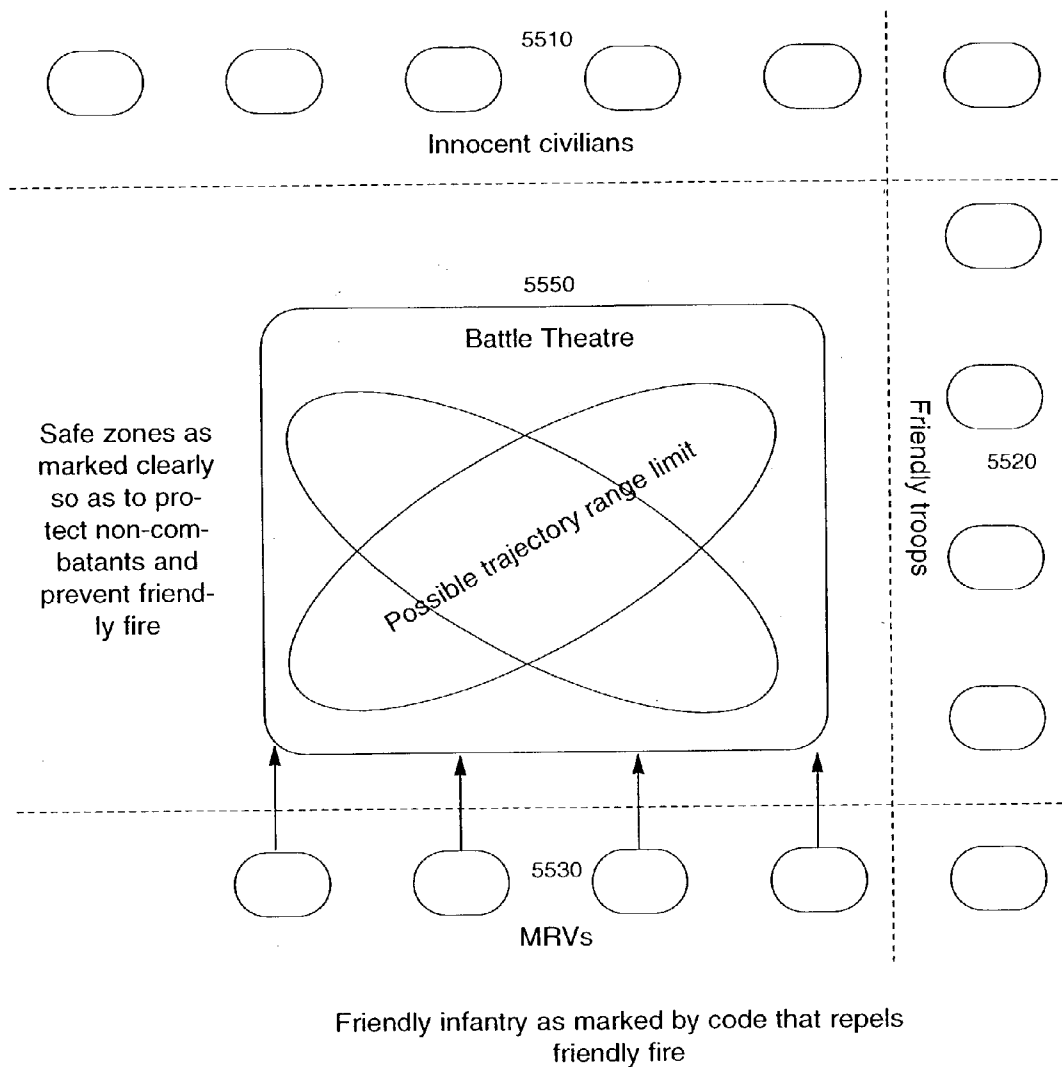 5510
Innocent civilians
5550
Battle Theatre
Possible trajectory range limit
Safe zones as
marked clearly
so as to pro-
tect non-com-
batants and
prevent friend-
ly fire
Friendly troops
5520
5530
MRVs
Friendly infantry as marked by code that repels
friendly fire